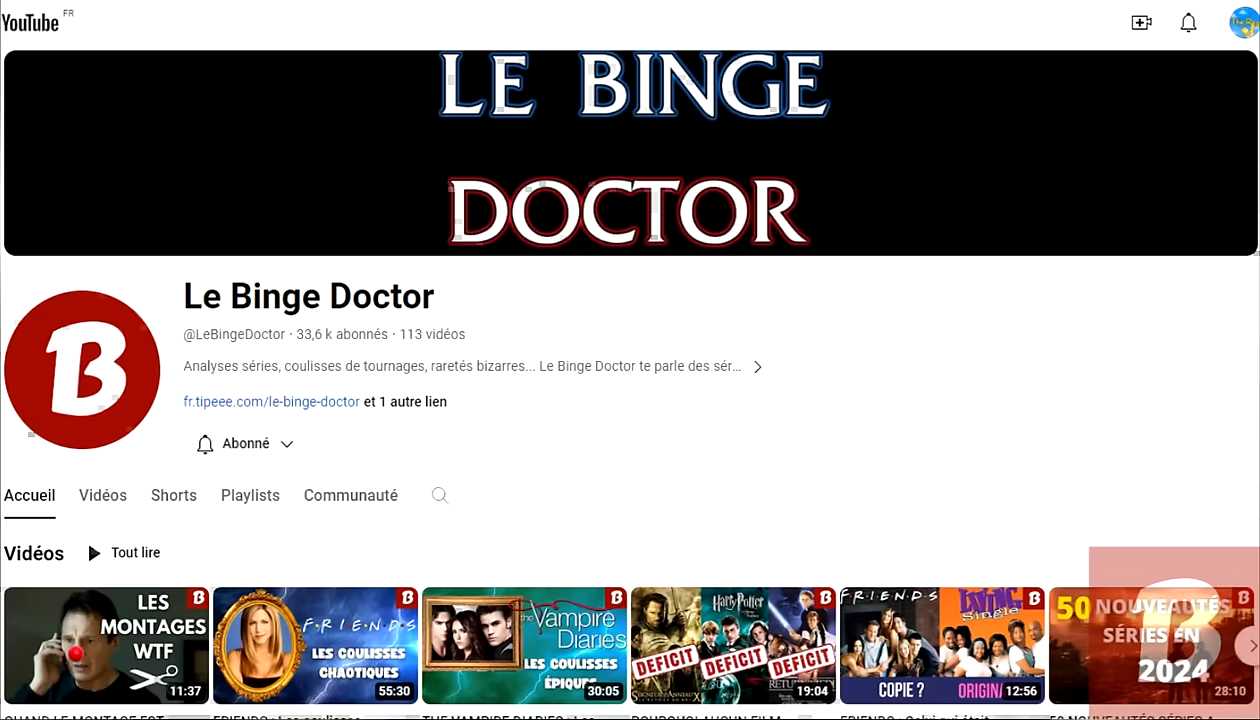 YouTube FR
LE BINGE
DOCTOR
Le Binge Doctor
@LeBingeDoctor · 33,6 k abonnés · 113 vidéos
Analyses séries, coulisses de tournages, raretés bizarres... Le Binge Doctor te parle des sér...
fr.tipeee.com/le-binge-doctor et 1 autre lien
Abonné
Accueil Vidéos Shorts Playlists Communauté
Vidéos Tout lire
B
LES
MONTAGES
WTF
11:37
B
FRIENDS
LES COULISSES
CHAOTIQUES
55:30
B
the Vampire
Diaries
LES COULISSES
ÉPIQUES
30:05
B
Harry Potter
DEFICIT DEFICIT DEFICIT
19:04
B
FRIENDS
LIVING
Single
COPIE ? ORIGIN
12:56
B
50 NOUVEAUTÉS
SÉRIES EN
2024
28:10
B